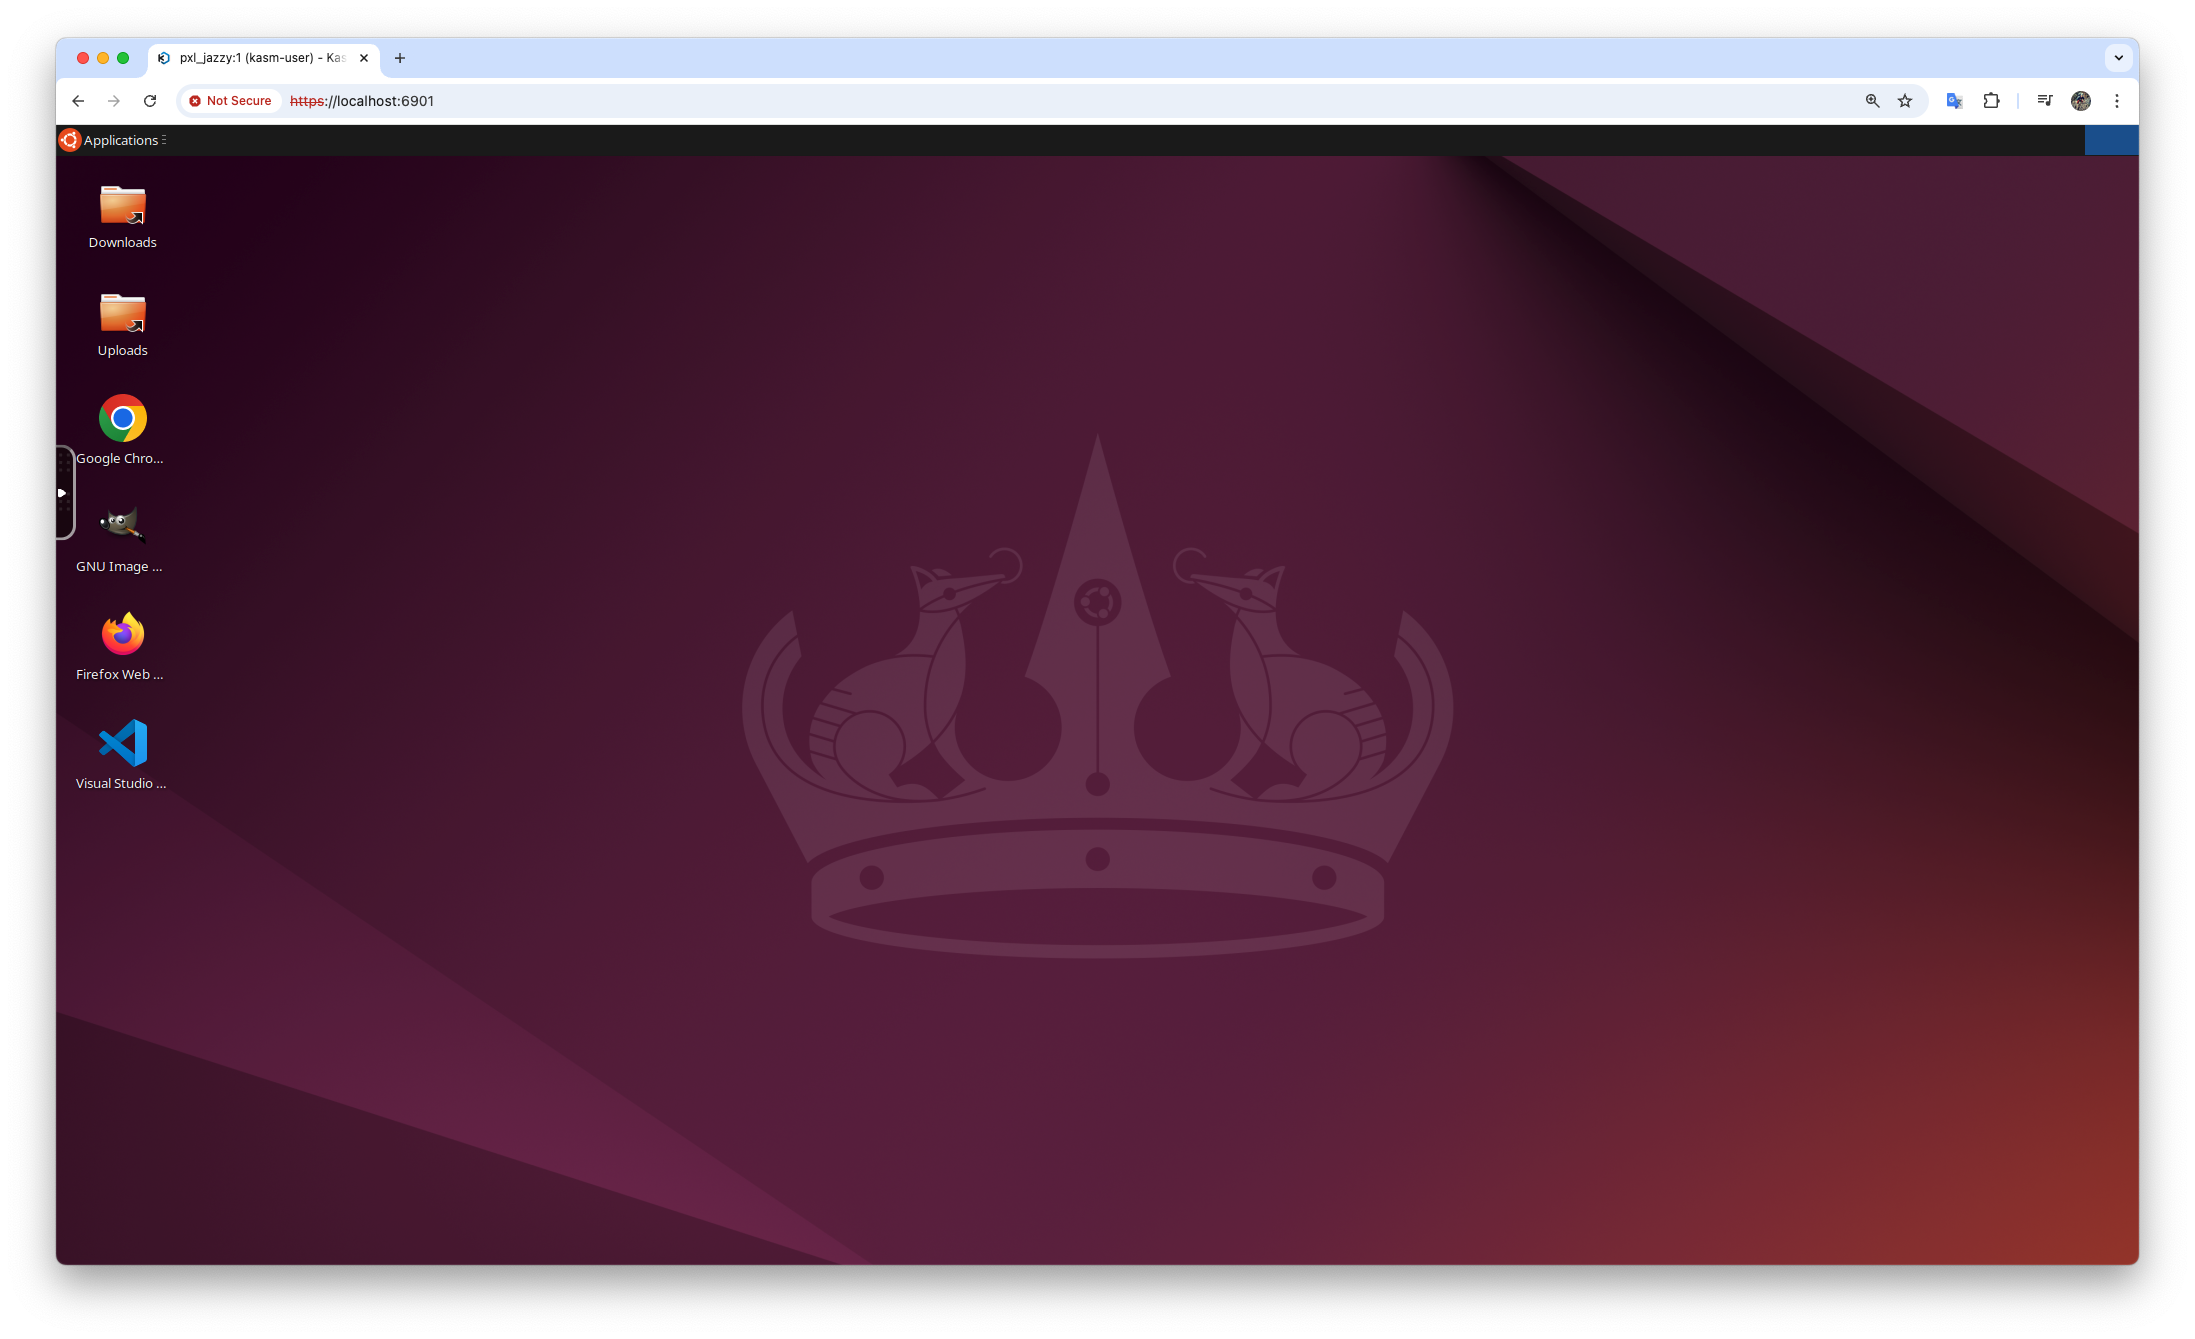 pxl_jazzy:1 (kasm-user) - Kas
Not Secure https://localhost:6901
Applications
Downloads
Uploads
Google Chro...
GNU Image ...
Firefox Web ...
Visual Studio ...